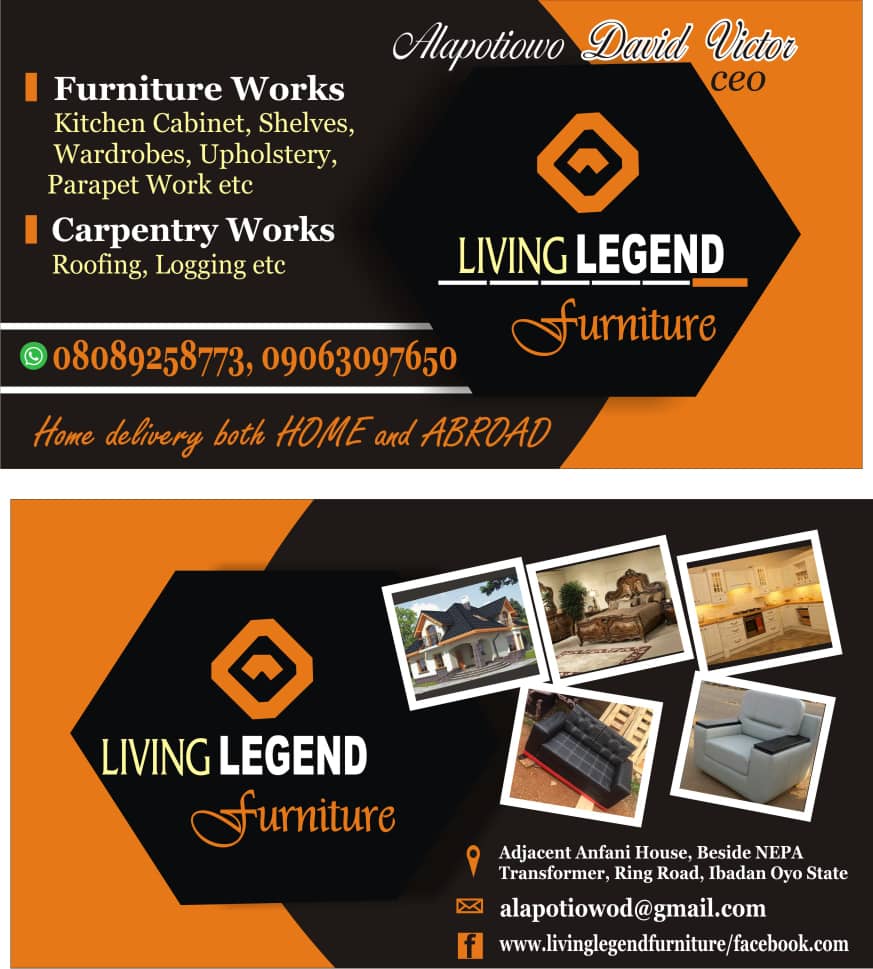 Alapotiowo David Victor
CEO
Furniture Works
Kitchen Cabinet, Shelves,
Wardrobes, Upholstery,
Parapet Work etc
Carpentry Works
Roofing, Logging etc
LIVING LEGEND
Furniture
08089258773, 09063097650
Home delivery both HOME and ABROAD
LIVING LEGEND
Furniture
Adjacent Anfani House, Beside NEPA
Transformer, Ring Road, Ibadan Oyo State
alapotiowod@gmail.com
www.livinglegendfurniture/facebook.com